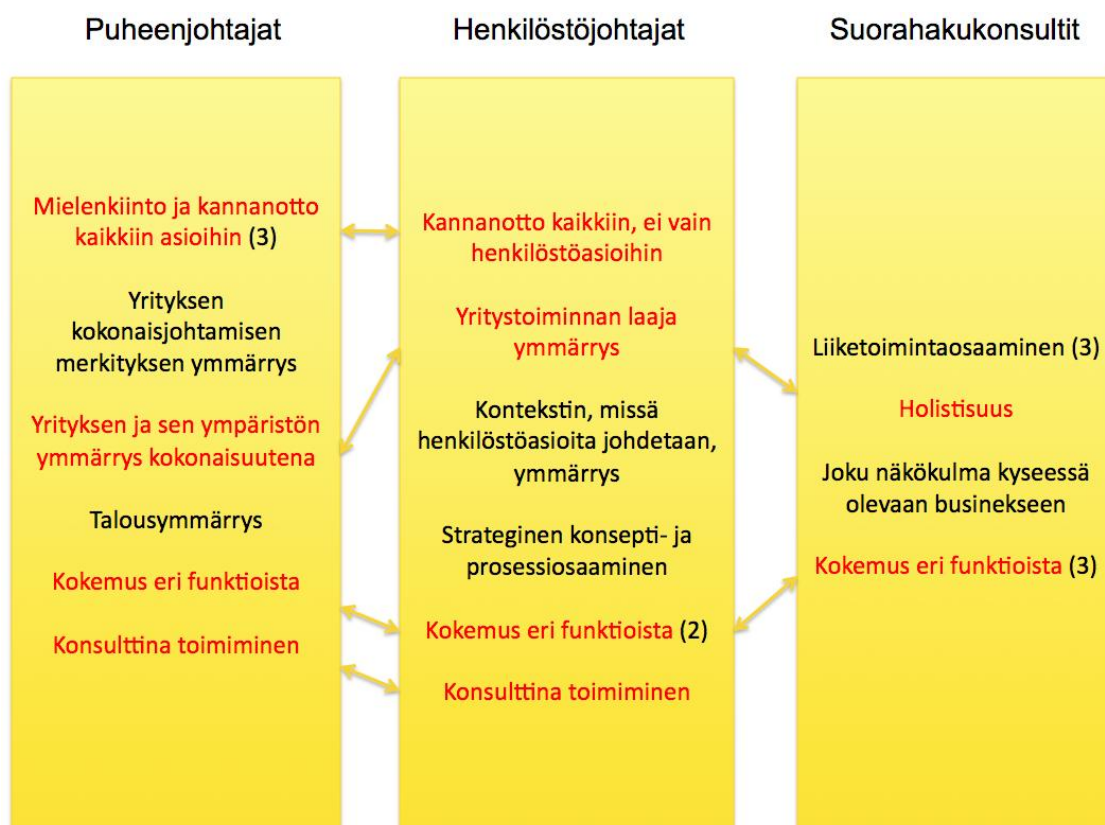 Puheenjohtajat
Mielenkiinto ja kannanotto
kaikkiin asioihin (3)
Yrityksen
kokonaisjohtamisen
merkityksen ymmärrys
Yrityksen ja sen ympäristön
ymmärrys kokonaisuutena
Talousymmärrys
Kokemus eri funktioista
Konsulttina toimiminen
Henkilöstöjohtajat
Kannanotto kaikkiin, ei vain
henkilöstöasioihin
Yritystoiminnan laaja
ymmärrys
Kontekstin, missä
henkilöstöasioita johdetaan,
ymmärrys
Strateginen konsepti- ja
prosessiosaaminen
Kokemus eri funktioista (2)
Konsulttina toimiminen
Suorahakukonsultit
Liiketoimintaosaaminen (3)
Holistisuus
Joku näkökulma kyseessä
olevaan businekseen
Kokemus eri funktioista (3)